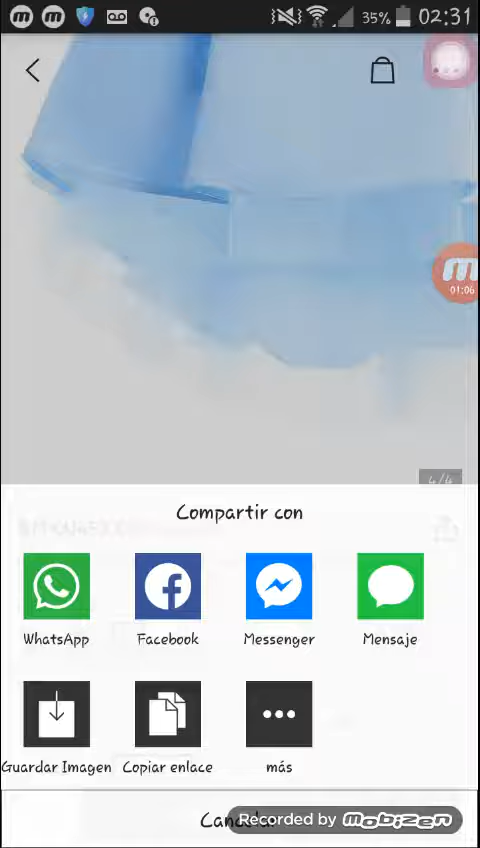 35% 02:31
01:06
4/4
Compartir con
WhatsApp Facebook Messenger Mensaje
Guardar Imagen Copiar enlace más
Recorded by mobizen